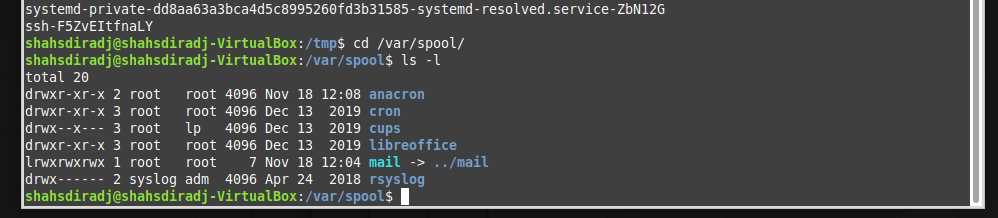 systemd-private-dd8aa63a3bca4d5c8995260fd3b31585-systemd-resolved.service-ZbN12G
ssh-F5ZvEItfnaLY
shahsdiradj@shahsdiradj-VirtualBox:/tmp$ cd /var/spool/
shahsdiradj@shahsdiradj-VirtualBox:/var/spool$ ls -l
total 20
drwxr-xr-x 2 root   root 4096 Nov 18 12:08 anacron
drwxr-xr-x 3 root   root 4096 Dec 13  2019 cron
drwx--x--- 3 root   lp   4096 Dec 13  2019 cups
drwxr-xr-x 3 root   root 4096 Dec 13  2019 libreoffice
lrwxrwxrwx 1 root   root    7 Nov 18 12:04 mail -> ../mail
drwx------ 2 syslog adm  4096 Apr 24  2018 rsyslog
shahsdiradj@shahsdiradj-VirtualBox:/var/spool$